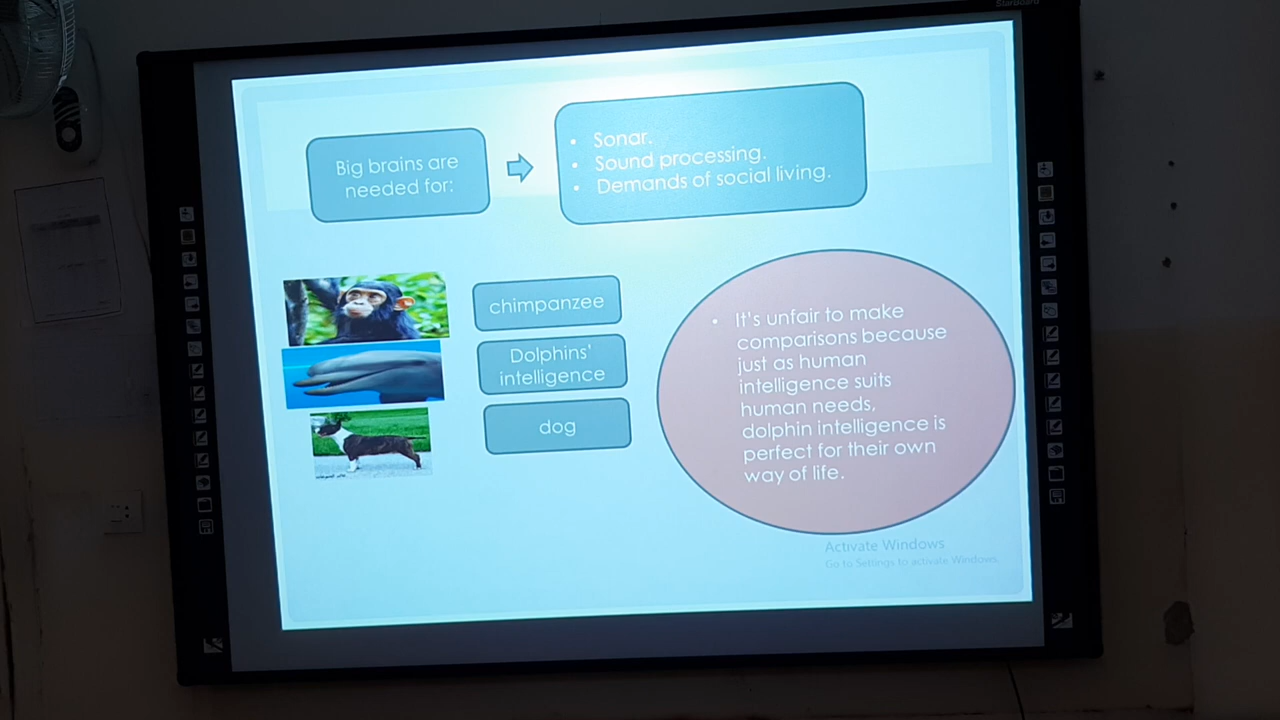 StarBoard
Big brains are
needed for:
• Sonar.
• Sound processing.
• Demands of social living.
chimpanzee
Dolphins'
intelligence
dog
• It's unfair to make
comparisons because
just as human
intelligence suits
human needs,
dolphin intelligence is
perfect for their own
way of life.
Activate Windows
Go to Settings to activate Windows.